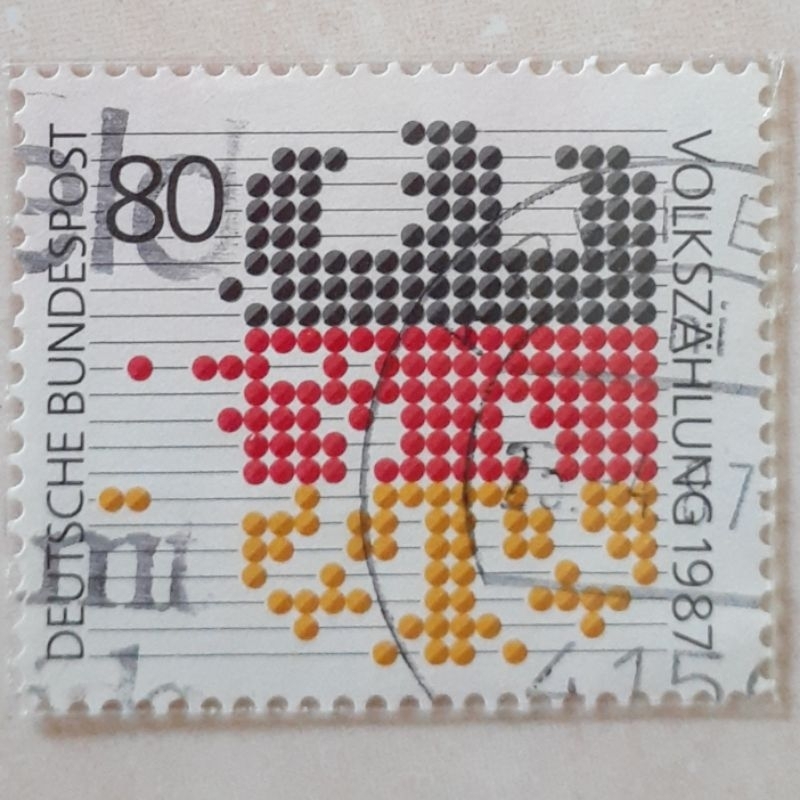 DEUTSCHE BUNDESPOST
80
VOLKSZÄHLUNG 1987